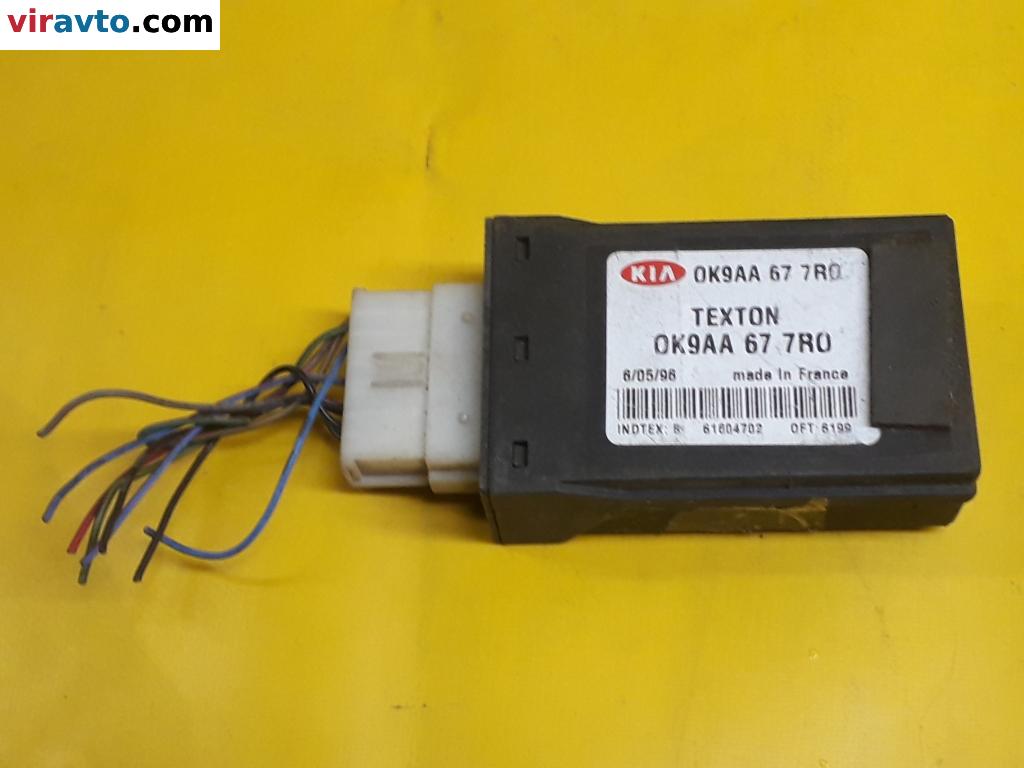 viravto.com
KIA 0K9AA 67 7R0
TEXTON
0K9AA 67 7R0
6/05/96 made in France
INDTEX: B 61604702 OFT 6199